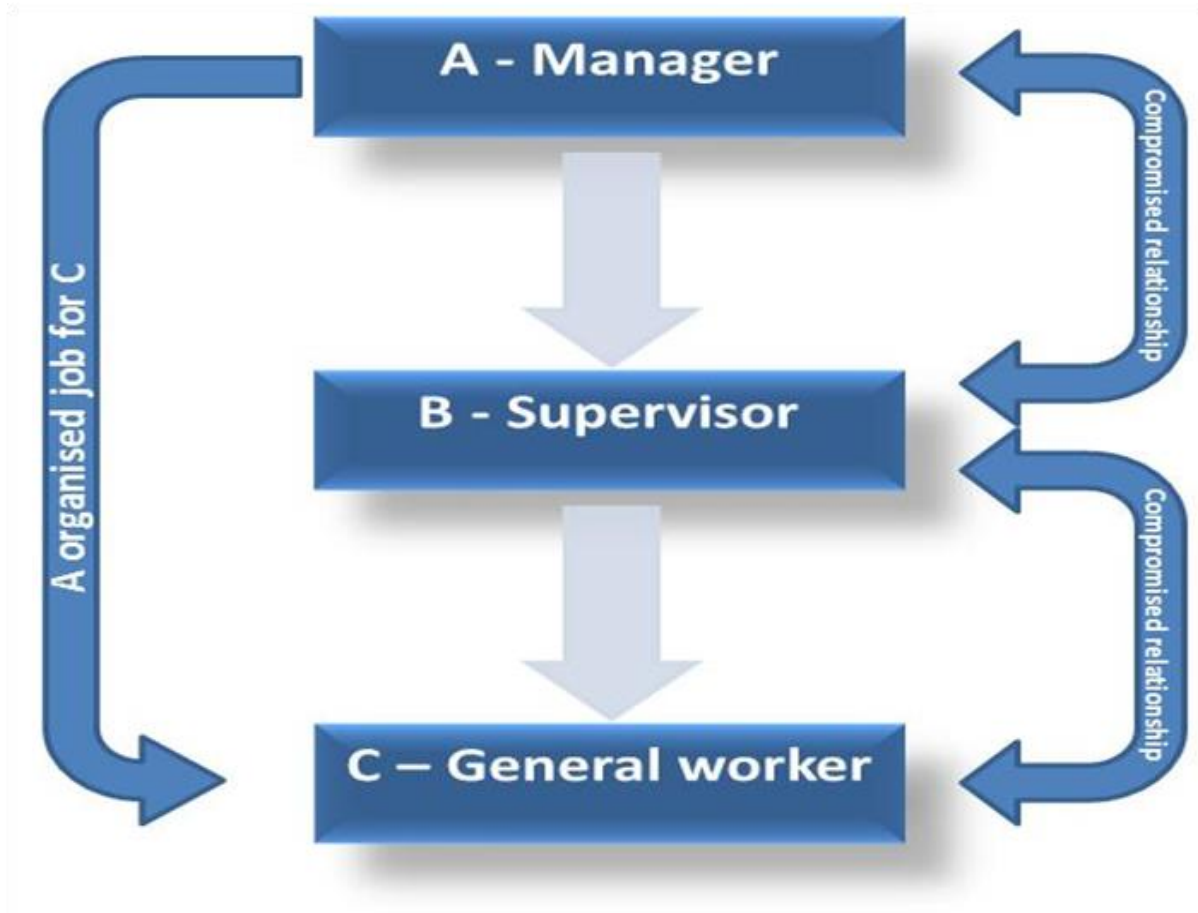 A - Manager
Compromised relationship
A organised job for C
B - Supervisor
Compromised relationship
C – General worker